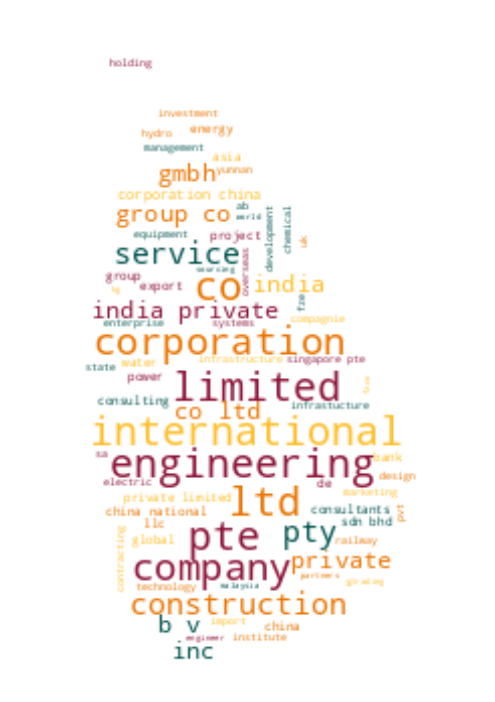 holding
investment
hydro energy
management
asia
gmbh yunnan
corporation china
group co ab
world
equipment project
development
chemical
uk
service
sourcing
overseas
group
export
co india
fze
india private
compagnie
enterprise systems
corporation
infrastructure singapore pte
state water
power
limited
consulting
co ltd infrastucture
international
sa engineering bank
electric de design
marketing
private limited ltd
china national consultants
pvt
llc sdn bhd
global pte pty railway
contracting
company private
partners
technology malaysia
construction
b v import china
engineer institute
inc